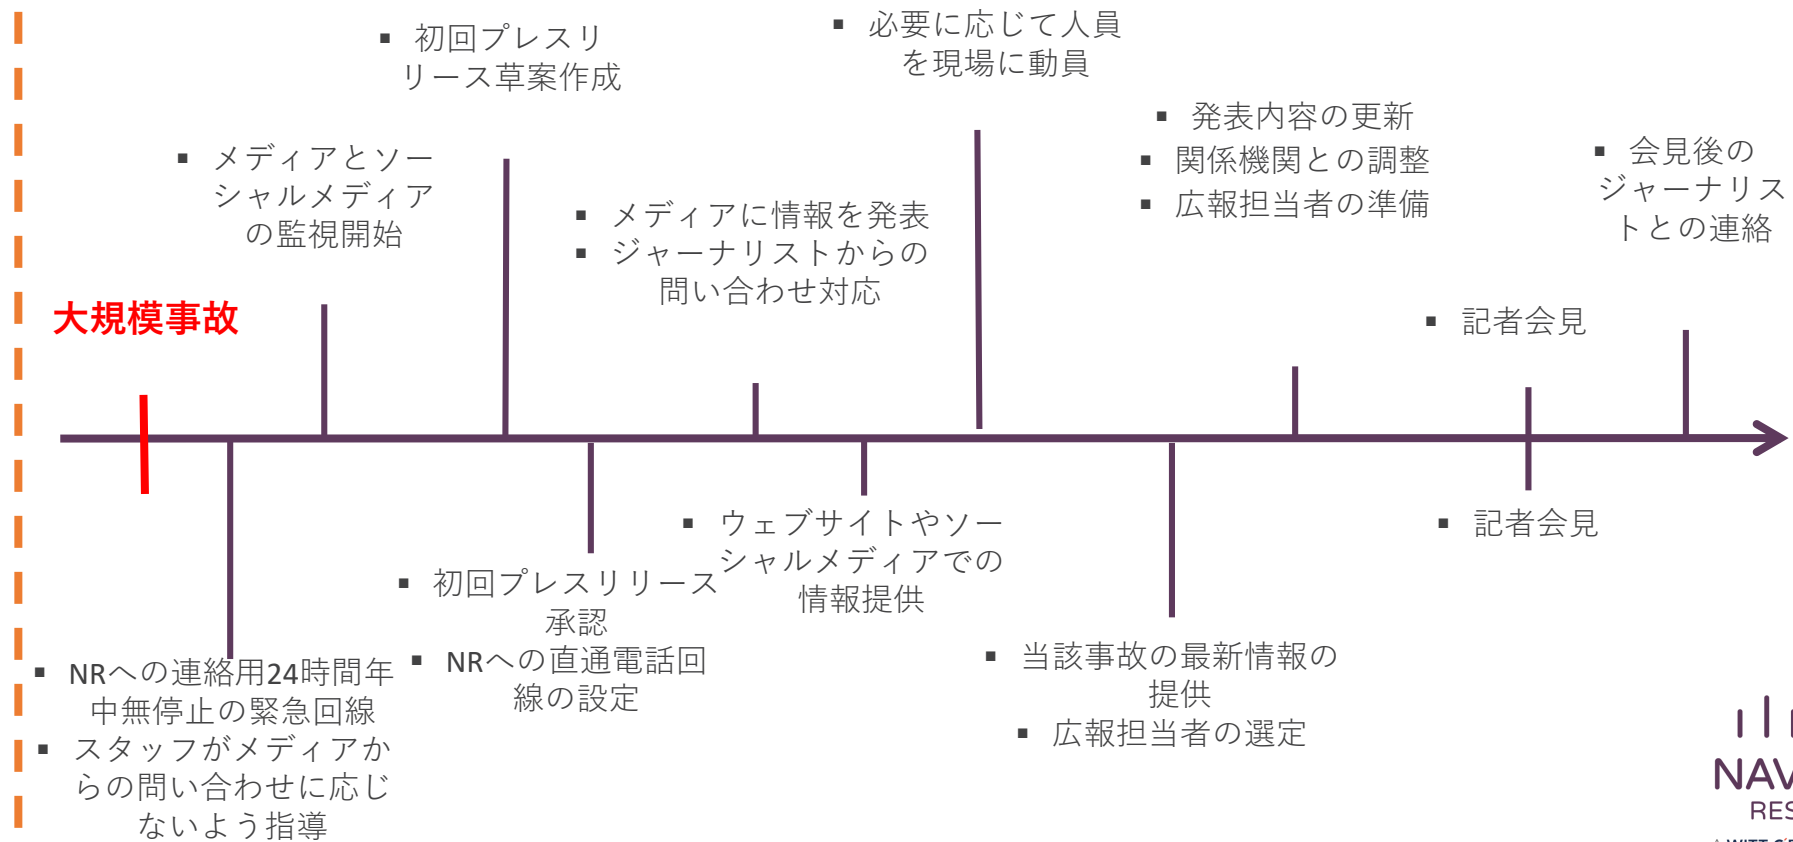 ▪ 初回プレスリ
リース草案作成
▪ 必要に応じて人員
を現場に動員
▪ メディアとソー
シャルメディア
の監視開始
▪ メディアに情報を発表
▪ ジャーナリストからの
問い合わせ対応
▪ 発表内容の更新
▪ 関係機関との調整
▪ 広報担当者の準備
▪ 会見後の
ジャーナリス
トとの連絡
大規模事故
▪ 記者会見
▪ NRへの連絡用24時間年
中無停止の緊急回線
▪ スタッフがメディアか
らの問い合わせに応じ
ないよう指導
▪ 初回プレスリリース
承認
▪ NRへの直通電話回
線の設定
▪ ウェブサイトやソー
シャルメディアでの
情報提供
▪ 当該事故の最新情報の
提供
▪ 広報担当者の選定
▪ 記者会見
NAV
RES
A WITT